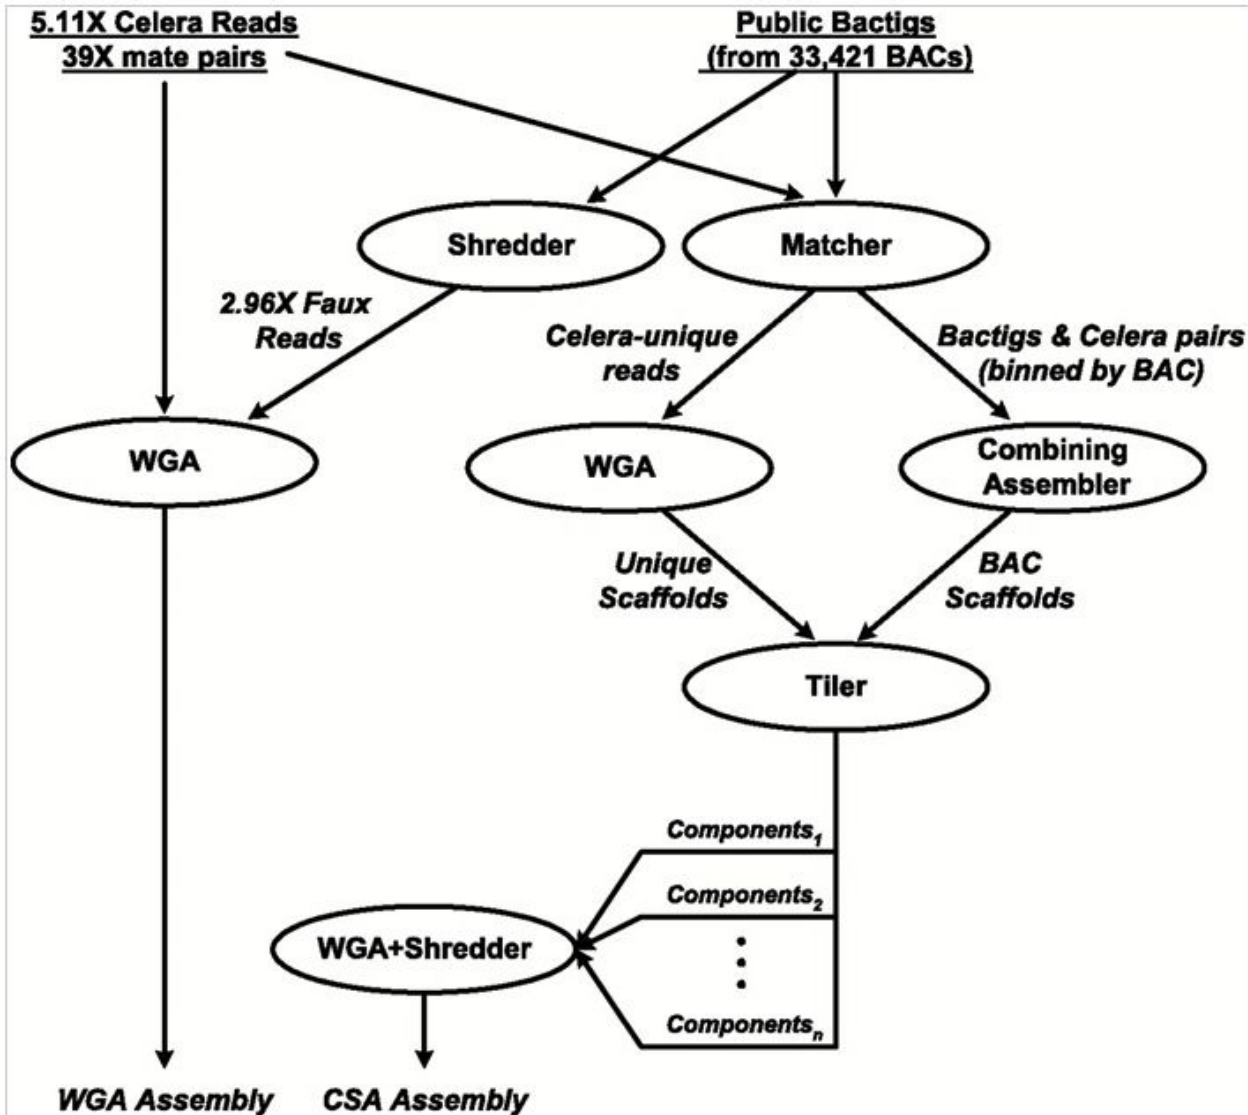 5.11X Celera Reads
39X mate pairs
Public Bactigs
(from 33,421 BACs)
Shredder
Matcher
2.96X Faux
Reads
Celera-unique
reads
Bactigs & Celera pairs
(binned by BAC)
WGA
WGA
Combining
Assembler
Unique
Scaffolds
BAC
Scaffolds
Tiler
Components1
Components2
WGA+Shredder
Componentsn
WGA Assembly
CSA Assembly